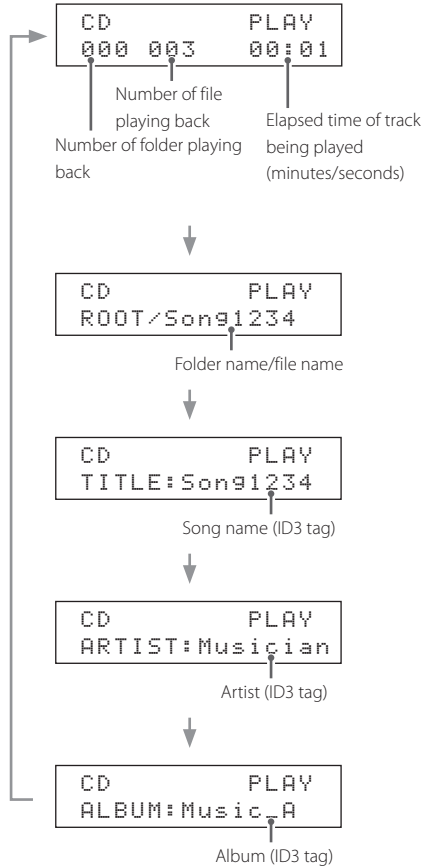 CD PLAY
000 003 00:01
Number of file
playing back
Number of folder playing
back
Elapsed time of track
being played
(minutes/seconds)
CD PLAY
ROOT/Song1234
Folder name/file name
CD PLAY
TITLE:Song1234
Song name (ID3 tag)
CD PLAY
ARTIST:Musician
Artist (ID3 tag)
CD PLAY
ALBUM:Music_A
Album (ID3 tag)